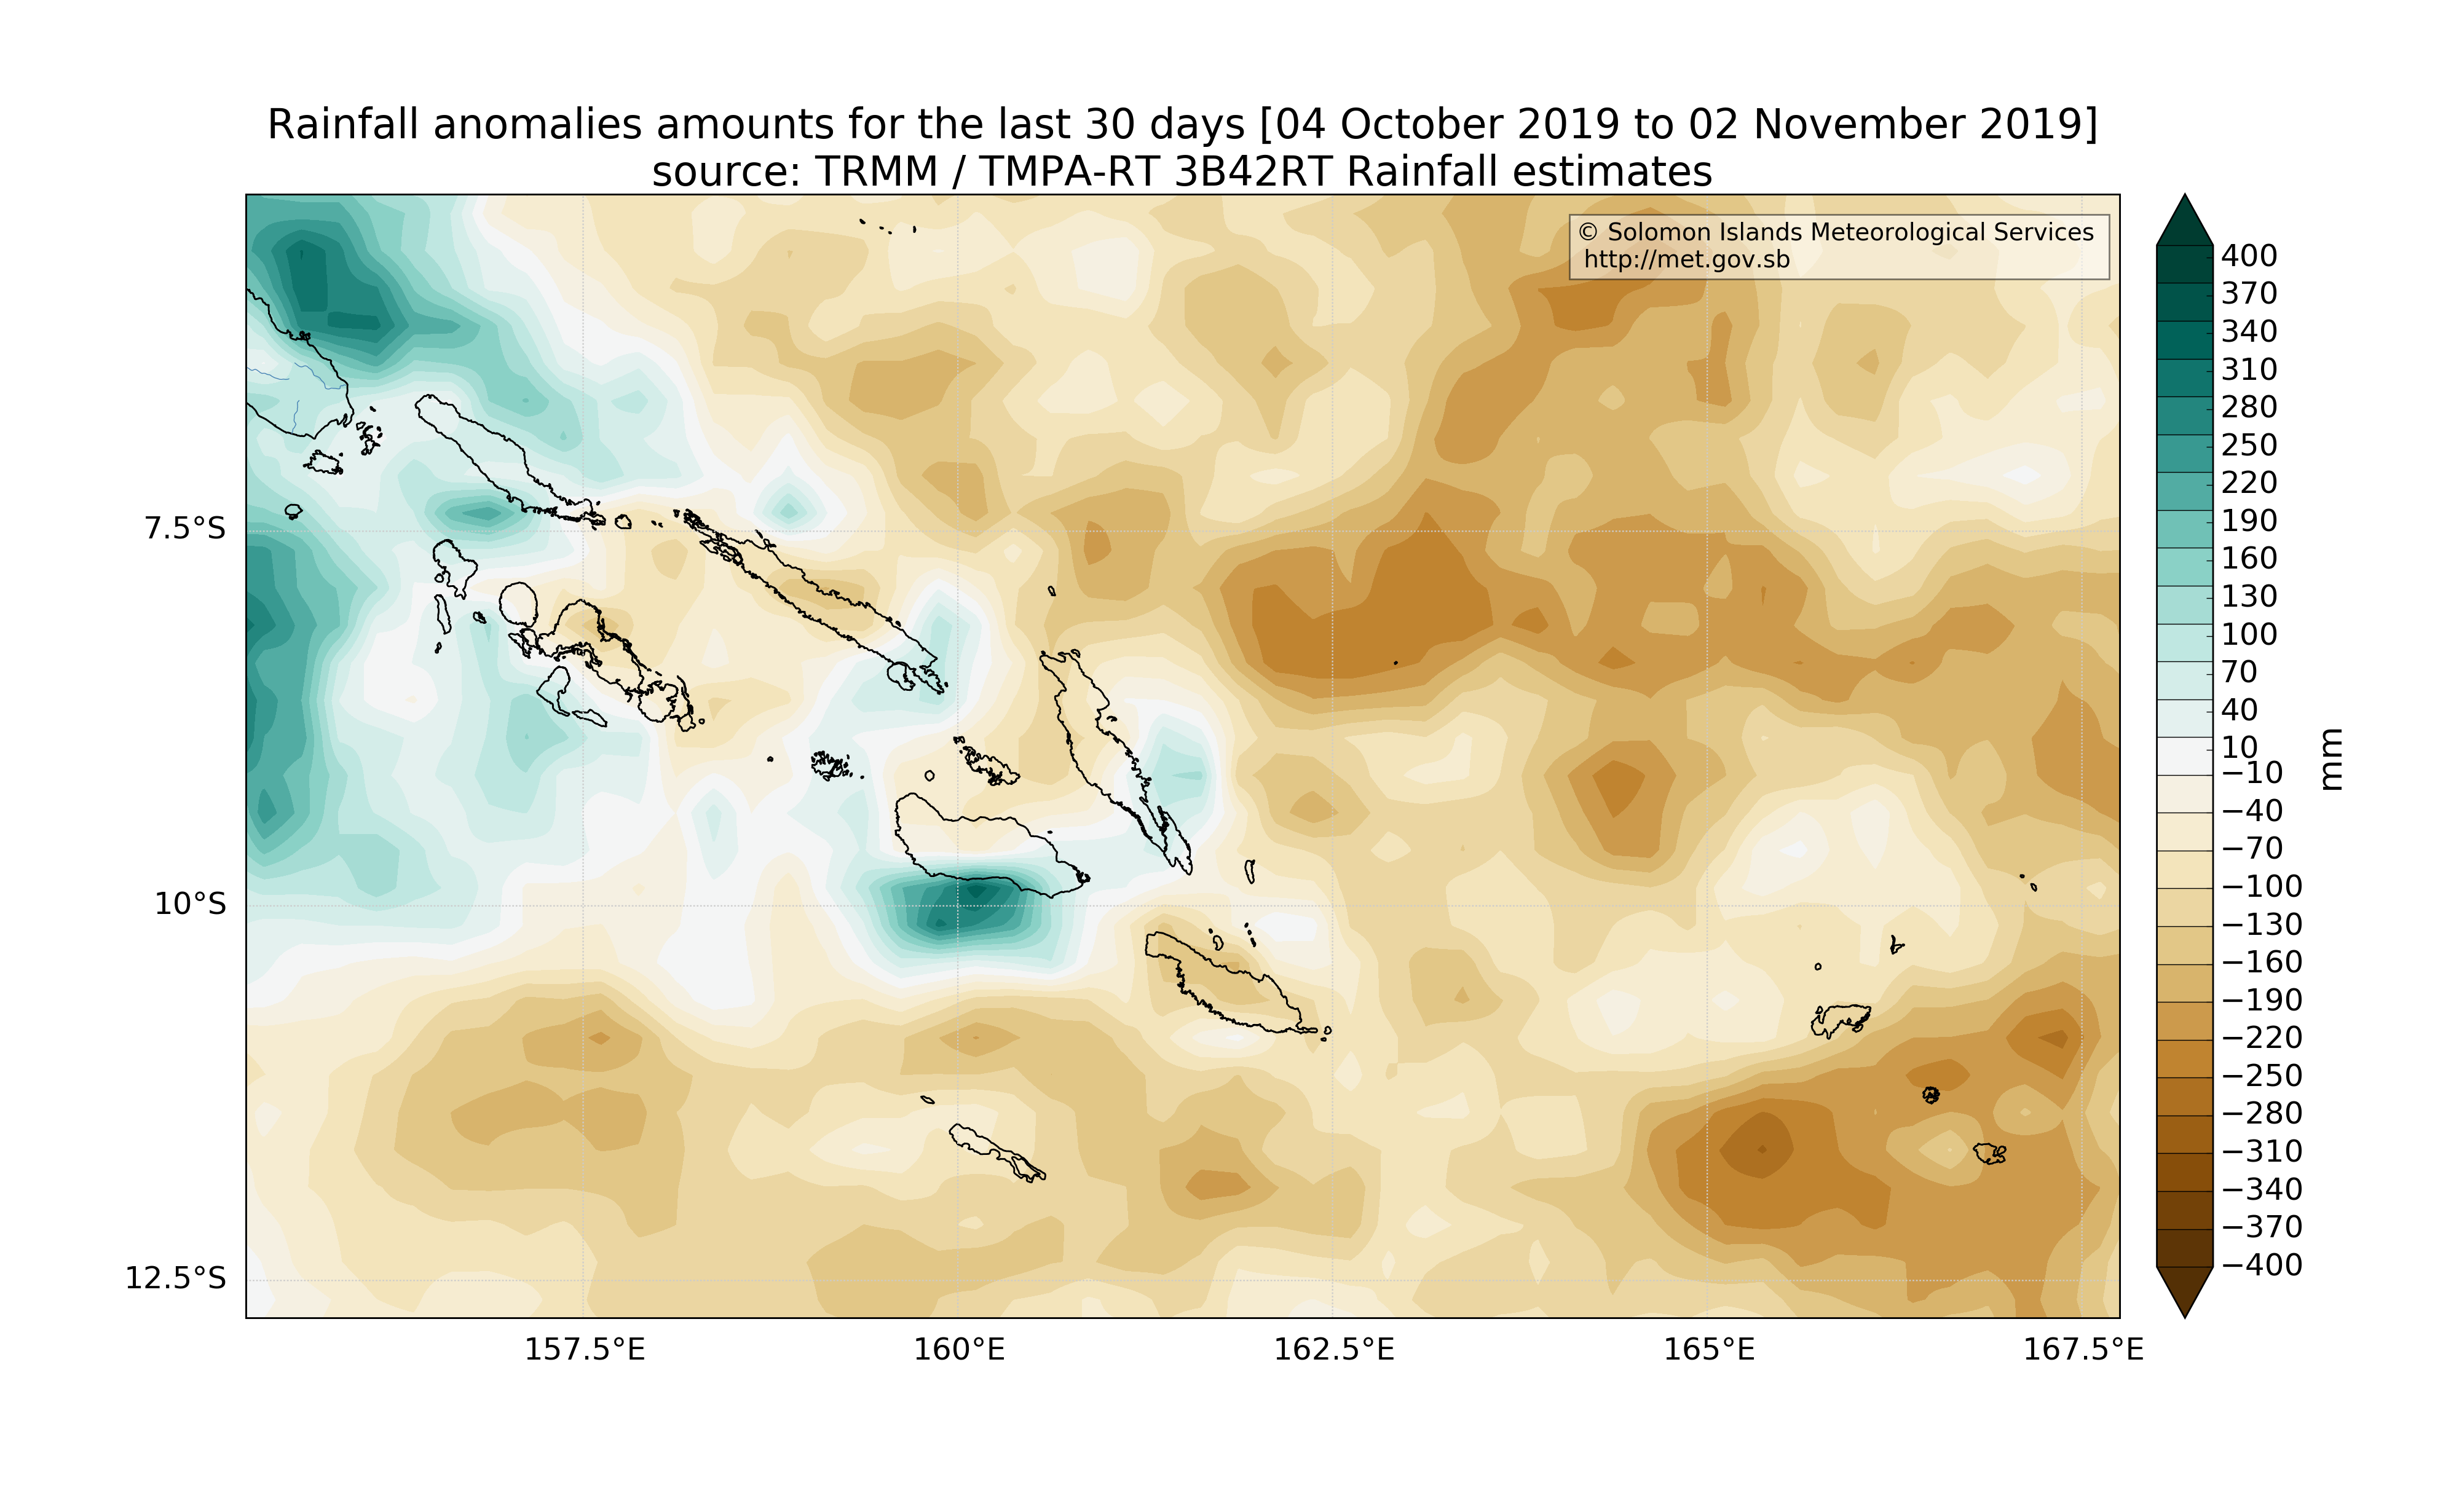 Rainfall anomalies amounts for the last 30 days [04 October 2019 to 02 November 2019]
source: TRMM / TMPA-RT 3B42RT Rainfall estimates
© Solomon Islands Meteorological Services
http://met.gov.sb
7.5°S
10°S
12.5°S
157.5°E
160°E
162.5°E
165°E
167.5°E
400
370
340
310
280
250
220
190
160
130
100
70
40
10
−10
−40
−70
−100
−130
−160
−190
−220
−250
−280
−310
−340
−370
−400
mm